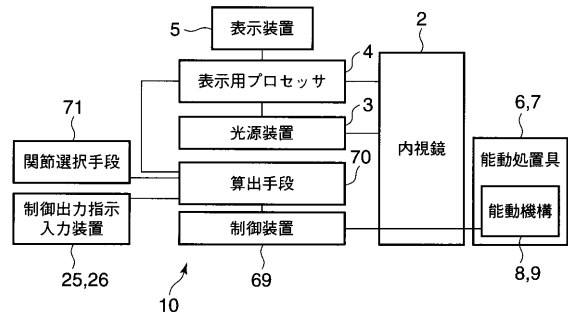 5
表示装置
2
4
表示用プロセッサ
71
3
光源装置
6,7
関節選択手段
70
内視鏡
能動処置具
算出手段
制御出力指示
入力装置
能動機構
制御装置
25,26
69
8,9
10